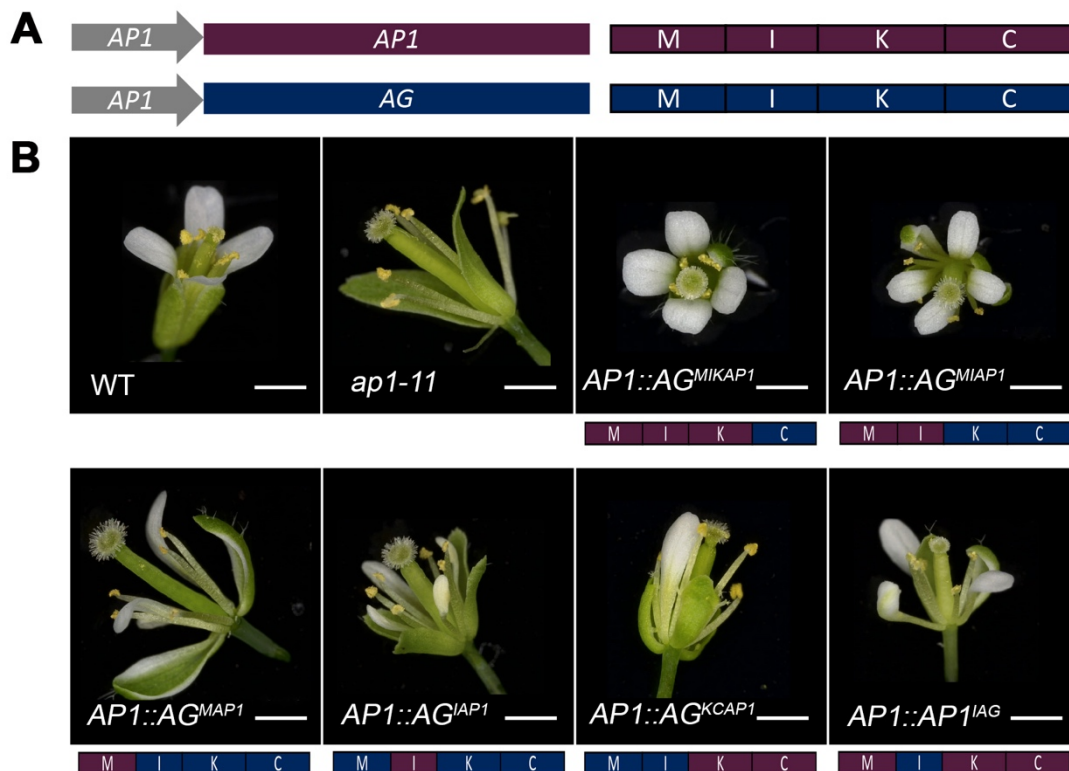 A
AP1 AP1 M I K C
AP1 AG M I K C
B
WT
ap1-11
AP1::AG^MIKAP1
AP1::AG^MIAP1
M I K C
M I K C
AP1::AG^MAP1
AP1::AG^IAP1
AP1::AG^KCAP1
AP1::AP1^IAG
M I K C
M I K C
M I K C
M I K C